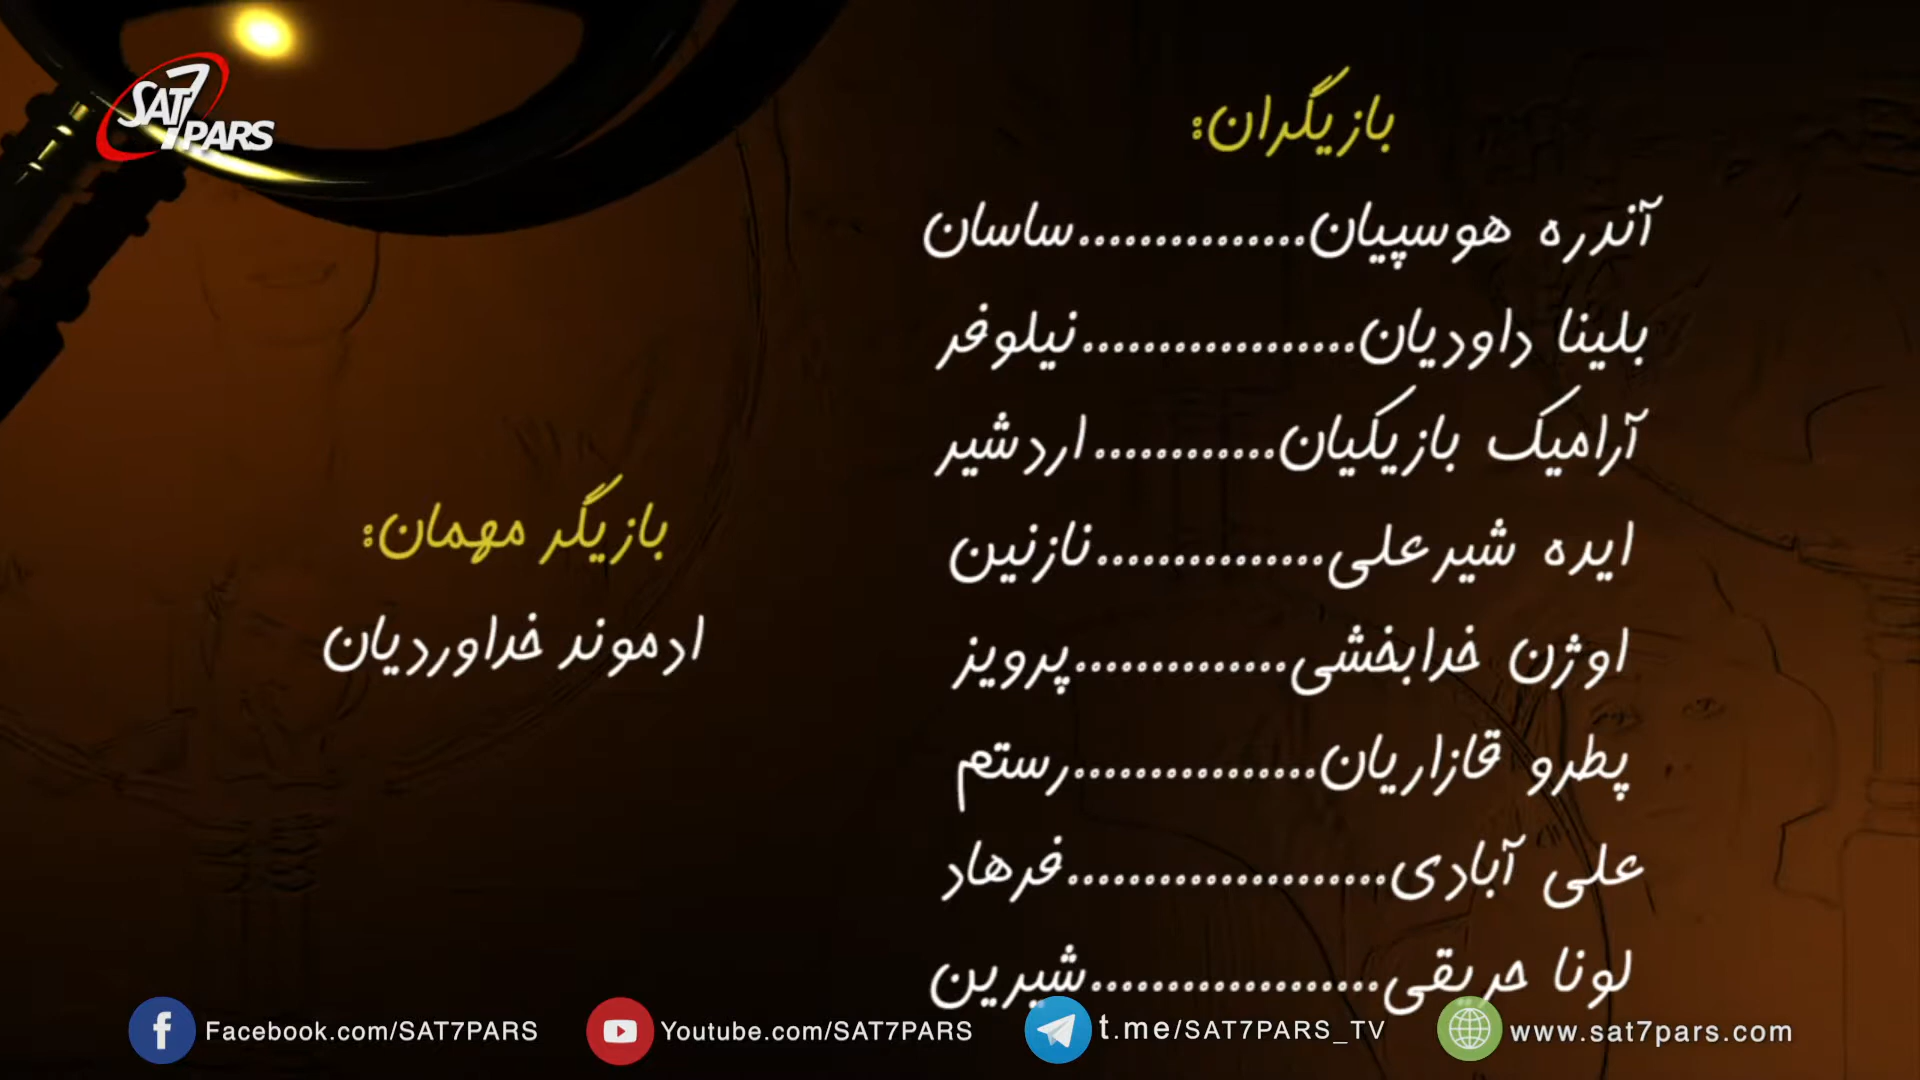 SAT7 PARS
بازیگران:
آندره هوسپیان...............ساسان
بلینا داودیان..................نیلوفر
آرامیک بازیکیان............اردشیر
ایده شیرعلی...............نازنین
اوژن خدابخشی..............پرویز
پطرو قازاریان................رستم
علی آبادی.....................فرهاد
لونا حریقی...................شیرین
بازیگر مهمان:
ادموند خداوردیان
Facebook.com/SAT7PARS
Youtube.com/SAT7PARS
t.me/SAT7PARS_TV
www.sat7pars.com